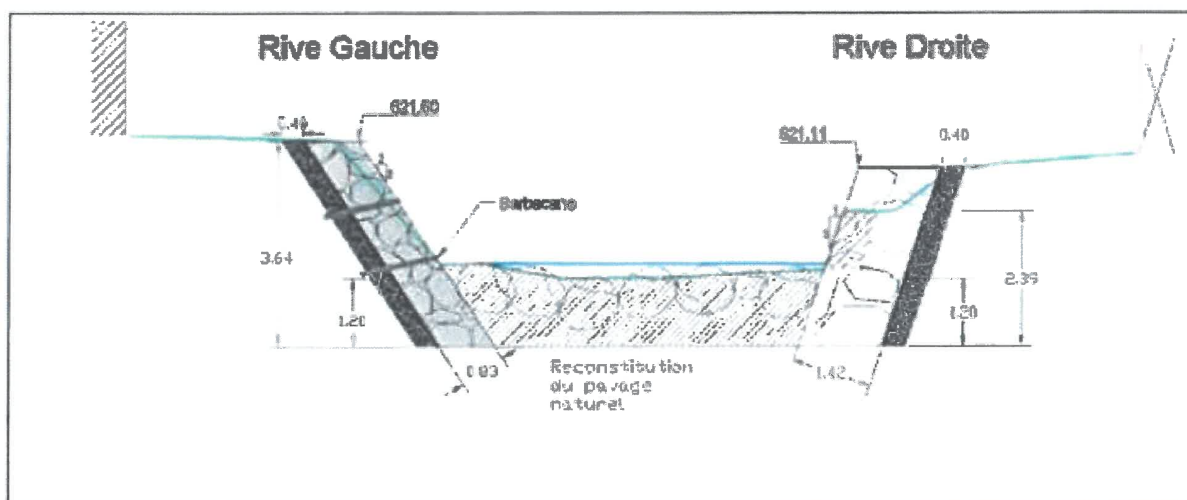 Rive Gauche
Rive Droite
621.60
0.40
621.11
0.40
Barbacane
3.64
2.39
1.20
1.20
0.83
1.42
Reconstitution
du pavage
naturel